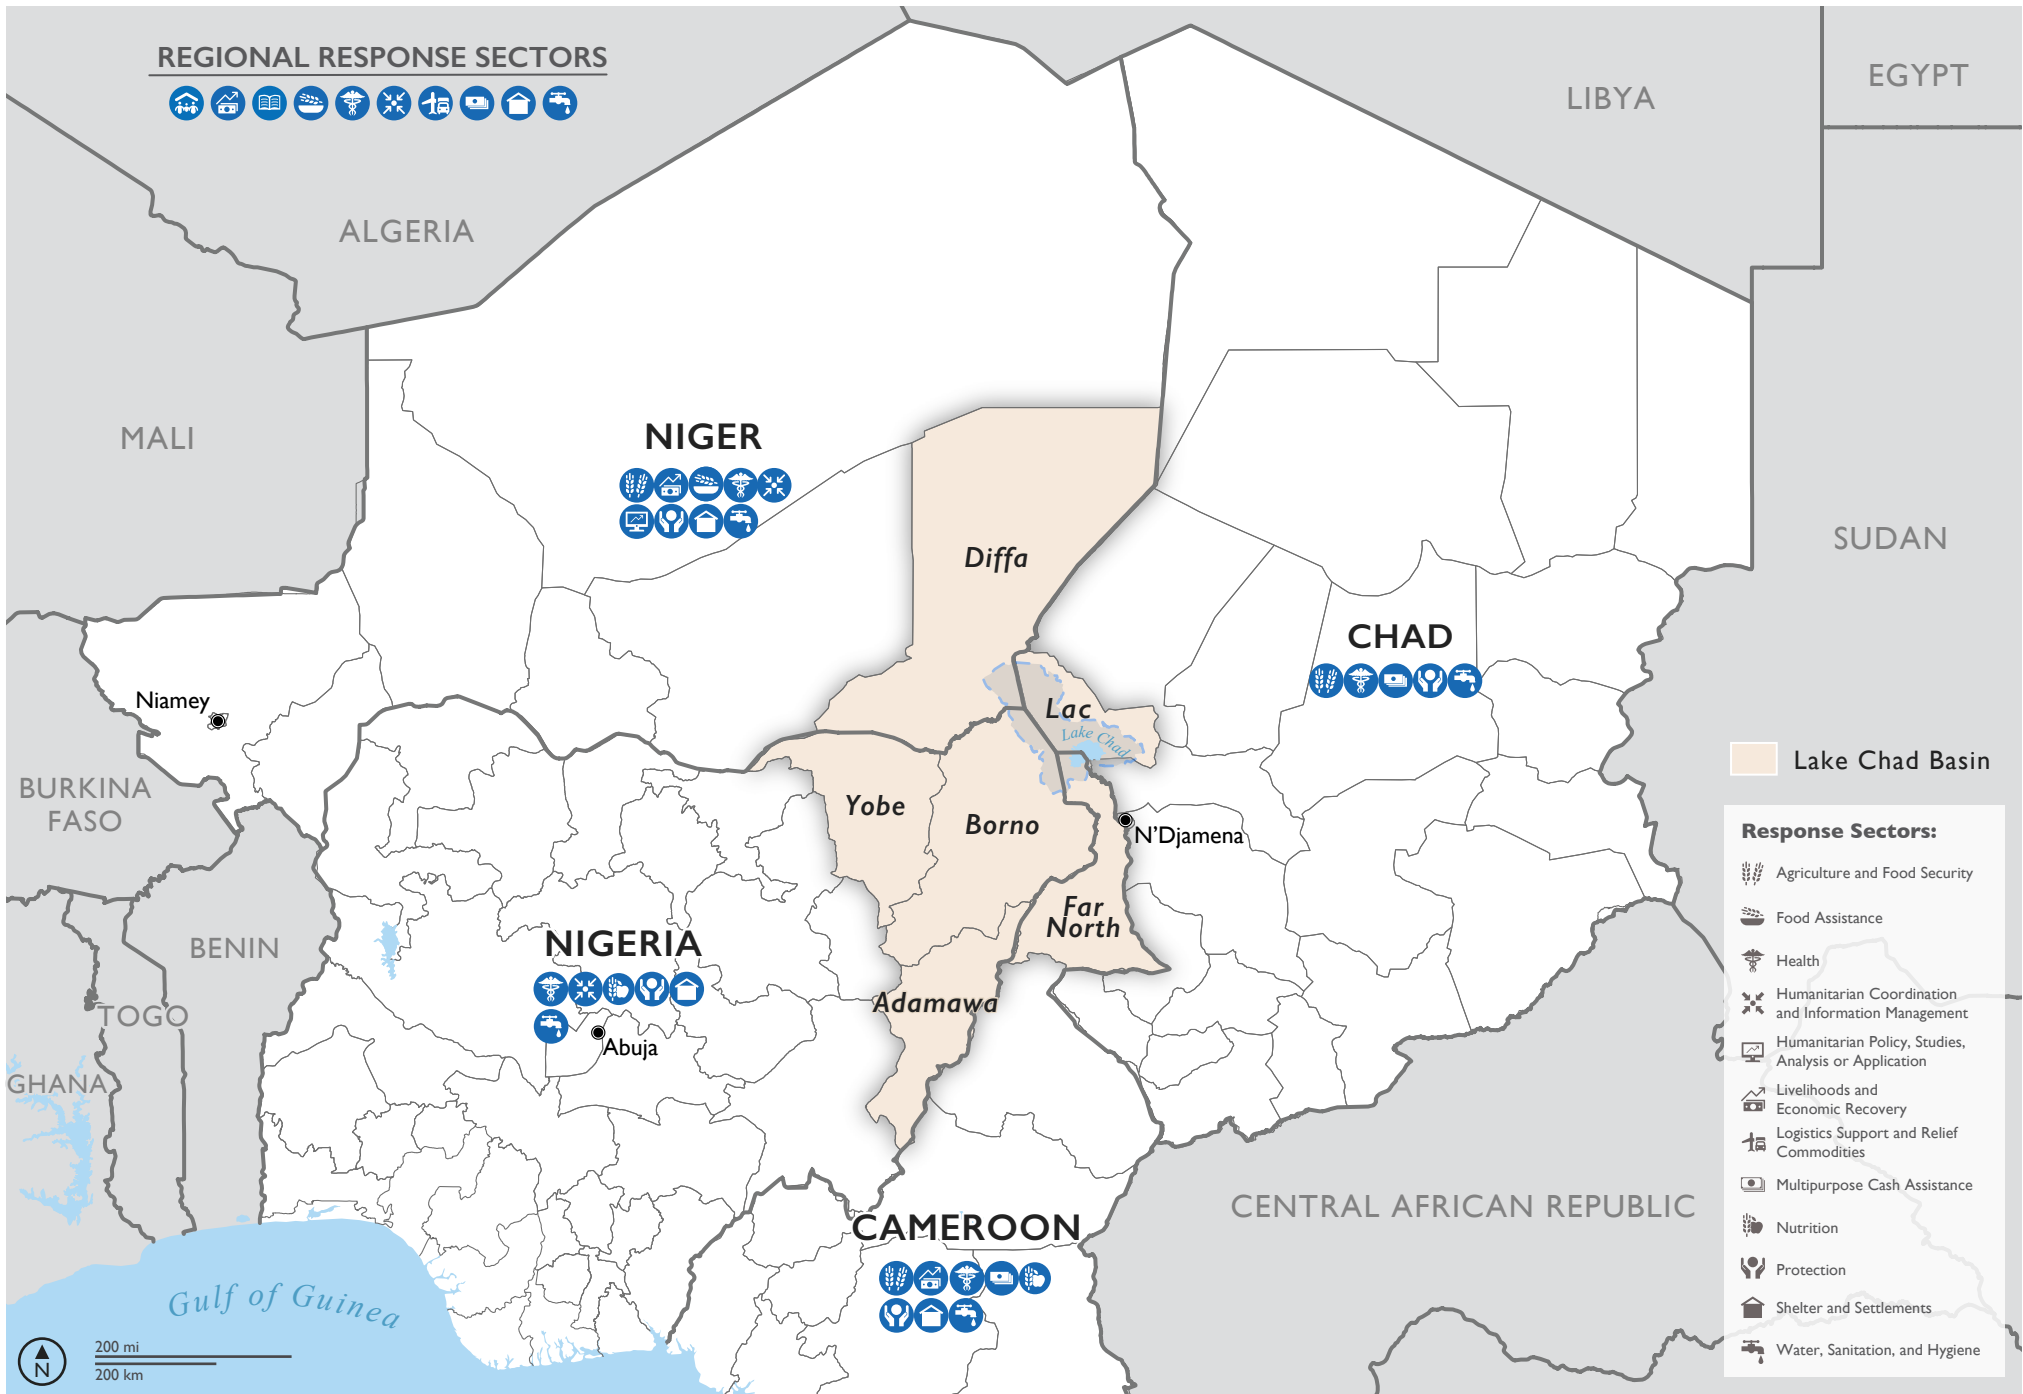 REGIONAL RESPONSE SECTORS
LIBYA
EGYPT
ALGERIA
MALI
NIGER
SUDAN
Diffa
CHAD
Niamey
Lac
Lake Chad
Lake Chad Basin
BURKINA
FASO
Yobe
Borno
N'Djamena
Far
North
NIGERIA
BENIN
Adamawa
TOGO
Abuja
GHANA
CENTRAL AFRICAN REPUBLIC
CAMEROON
Gulf of Guinea
Response Sectors:
Agriculture and Food Security
Food Assistance
Health
Humanitarian Coordination
and Information Management
Humanitarian Policy, Studies,
Analysis or Application
Livelihoods and
Economic Recovery
Logistics Support and Relief
Commodities
Multipurpose Cash Assistance
Nutrition
Protection
Shelter and Settlements
Water, Sanitation, and Hygiene
N
200 mi
200 km